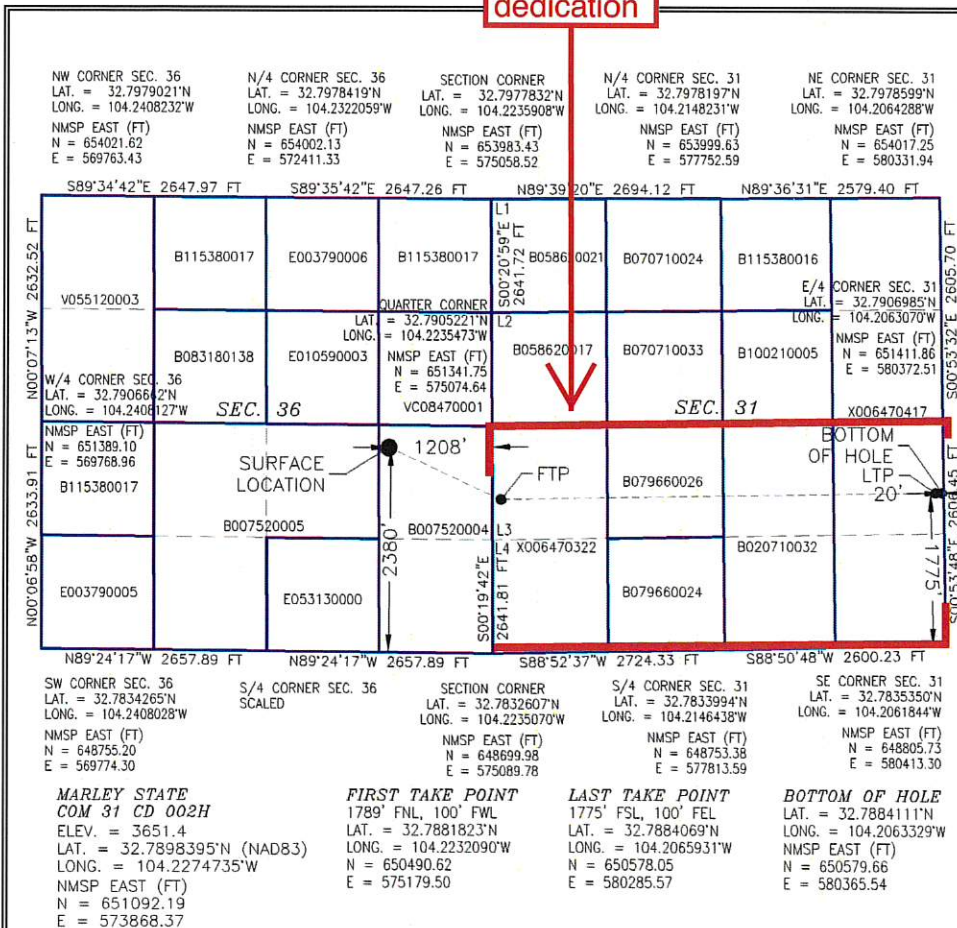 dedication
NW CORNER SEC. 36
LAT. = 32.7979021'N
LONG. = 104.2408232'W
NMSP EAST (FT)
N = 654021.62
E = 569763.43
N/4 CORNER SEC. 36
LAT. = 32.7978419'N
LONG. = 104.2322059'W
NMSP EAST (FT)
N = 654002.13
E = 572411.33
SECTION CORNER
LAT. = 32.7977832'N
LONG. = 104.2235908'W
NMSP EAST (FT)
N = 653983.43
E = 575058.52
N/4 CORNER SEC. 31
LAT. = 32.7978197'N
LONG. = 104.2148231'W
NMSP EAST (FT)
N = 653999.63
E = 577752.59
NE CORNER SEC. 31
LAT. = 32.7978599'N
LONG. = 104.2064288'W
NMSP EAST (FT)
N = 654017.25
E = 580331.94
S89°34'42"E 2647.97 FT
S89°35'42"E 2647.26 FT
N89°39'20"E 2694.12 FT
N89°36'31"E 2579.40 FT
N00°07'13"W 2632.52 FT
L1
S00°20'59"E
2641.72 FT
S00°53'32"E 2605.70 FT
B115380017
E003790006
B115380017
B070710024
B115380016
V055120003
QUARTER CORNER
LAT. = 32.7905221'N
LONG. = 104.2235473'W
NMSP EAST (FT)
N = 651341.75
E = 575074.64
L2
E/4 CORNER SEC. 31
LAT. = 32.7906985'N
LONG. = 104.2063070'W
NMSP EAST (FT)
N = 651411.86
E = 580372.51
B083180138
E010590003
B058620017
B070710033
B100210005
W/4 CORNER SEC. 36
LAT. = 32.7906662'N
LONG. = 104.2408127'W
NMSP EAST (FT)
N = 651389.10
E = 569768.96
SEC. 36
VC08470001
SEC. 31
X006470417
1208'
SURFACE
LOCATION
FTP
BOTTOM
OF HOLE
LTP
20'
B115380017
B079660026
N00°06'58"W 2633.91 FT
B007520005
2380'
B007520004
L3
L4
X006470322
B020710032
1775'
S00°53'48"E 2606.45 FT
E003790005
E053130000
S00°19'42"E
2641.81 FT
B079660024
N89°24'17"W 2657.89 FT
N89°24'17"W 2657.89 FT
S88°52'37"W 2724.33 FT
S88°50'48"W 2600.23 FT
SW CORNER SEC. 36
LAT. = 32.7834265'N
LONG. = 104.2408028'W
NMSP EAST (FT)
N = 648755.20
E = 569774.30
S/4 CORNER SEC. 36
SCALED
SECTION CORNER
LAT. = 32.7832607'N
LONG. = 104.2235070'W
NMSP EAST (FT)
N = 648699.98
E = 575089.78
S/4 CORNER SEC. 31
LAT. = 32.7833994'N
LONG. = 104.2146438'W
NMSP EAST (FT)
N = 648753.38
E = 577813.59
SE CORNER SEC. 31
LAT. = 32.7835350'N
LONG. = 104.2061844'W
NMSP EAST (FT)
N = 648805.73
E = 580413.30
MARLEY STATE
COM 31 CD 002H
ELEV. = 3651.4
LAT. = 32.7898395'N (NAD83)
LONG. = 104.2274735'W
NMSP EAST (FT)
N = 651092.19
E = 573868.37
FIRST TAKE POINT
1789' FNL, 100' FWL
LAT. = 32.7881823'N
LONG. = 104.2232090'W
N = 650490.62
E = 575179.50
LAST TAKE POINT
1775' FSL, 100' FEL
LAT. = 32.7884069'N
LONG. = 104.2065931'W
N = 650578.05
E = 580285.57
BOTTOM OF HOLE
LAT. = 32.7884111'N
LONG. = 104.2063329'W
NMSP EAST (FT)
N = 650579.66
E = 580365.54